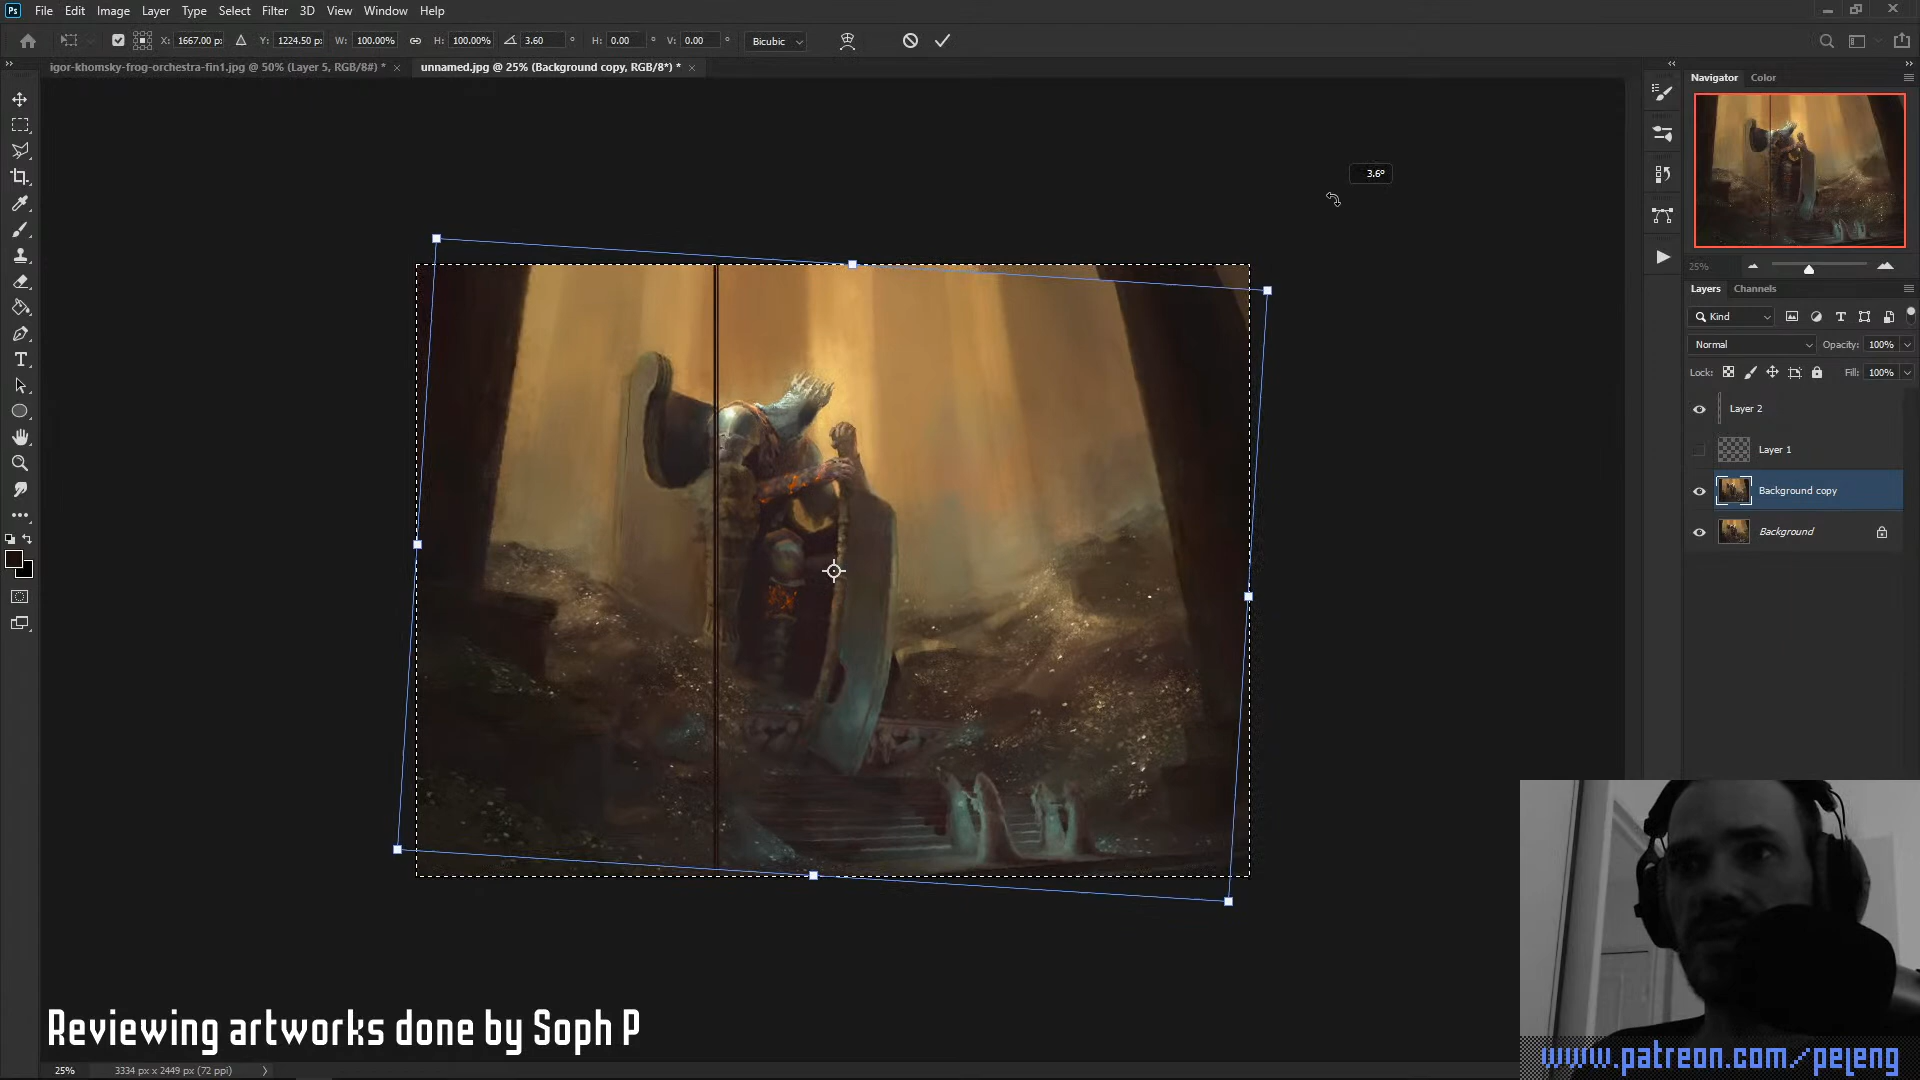 Ps File Edit Image Layer Type Select Filter 3D View Window Help
X: 1667.00 px Y: 1224.50 px W: 100.00% H: 100.00% 3.60 ° H: 0.00 ° V: 0.00 ° Bicubic
igor-khomsky-frog-orchestra-fin1.jpg @ 50% (Layer 5, RGB/8#) * × unnamed.jpg @ 25% (Background copy, RGB/8*) * ×
Navigator Color
3.6°
25%
Layers Channels
Kind
Normal Opacity: 100%
Lock: Fill: 100%
Layer 2
Layer 1
Background copy
Background
Reviewing artworks done by Soph P
www.patreon.com/peleng
25% 3334 px x 2449 px (72 ppi)